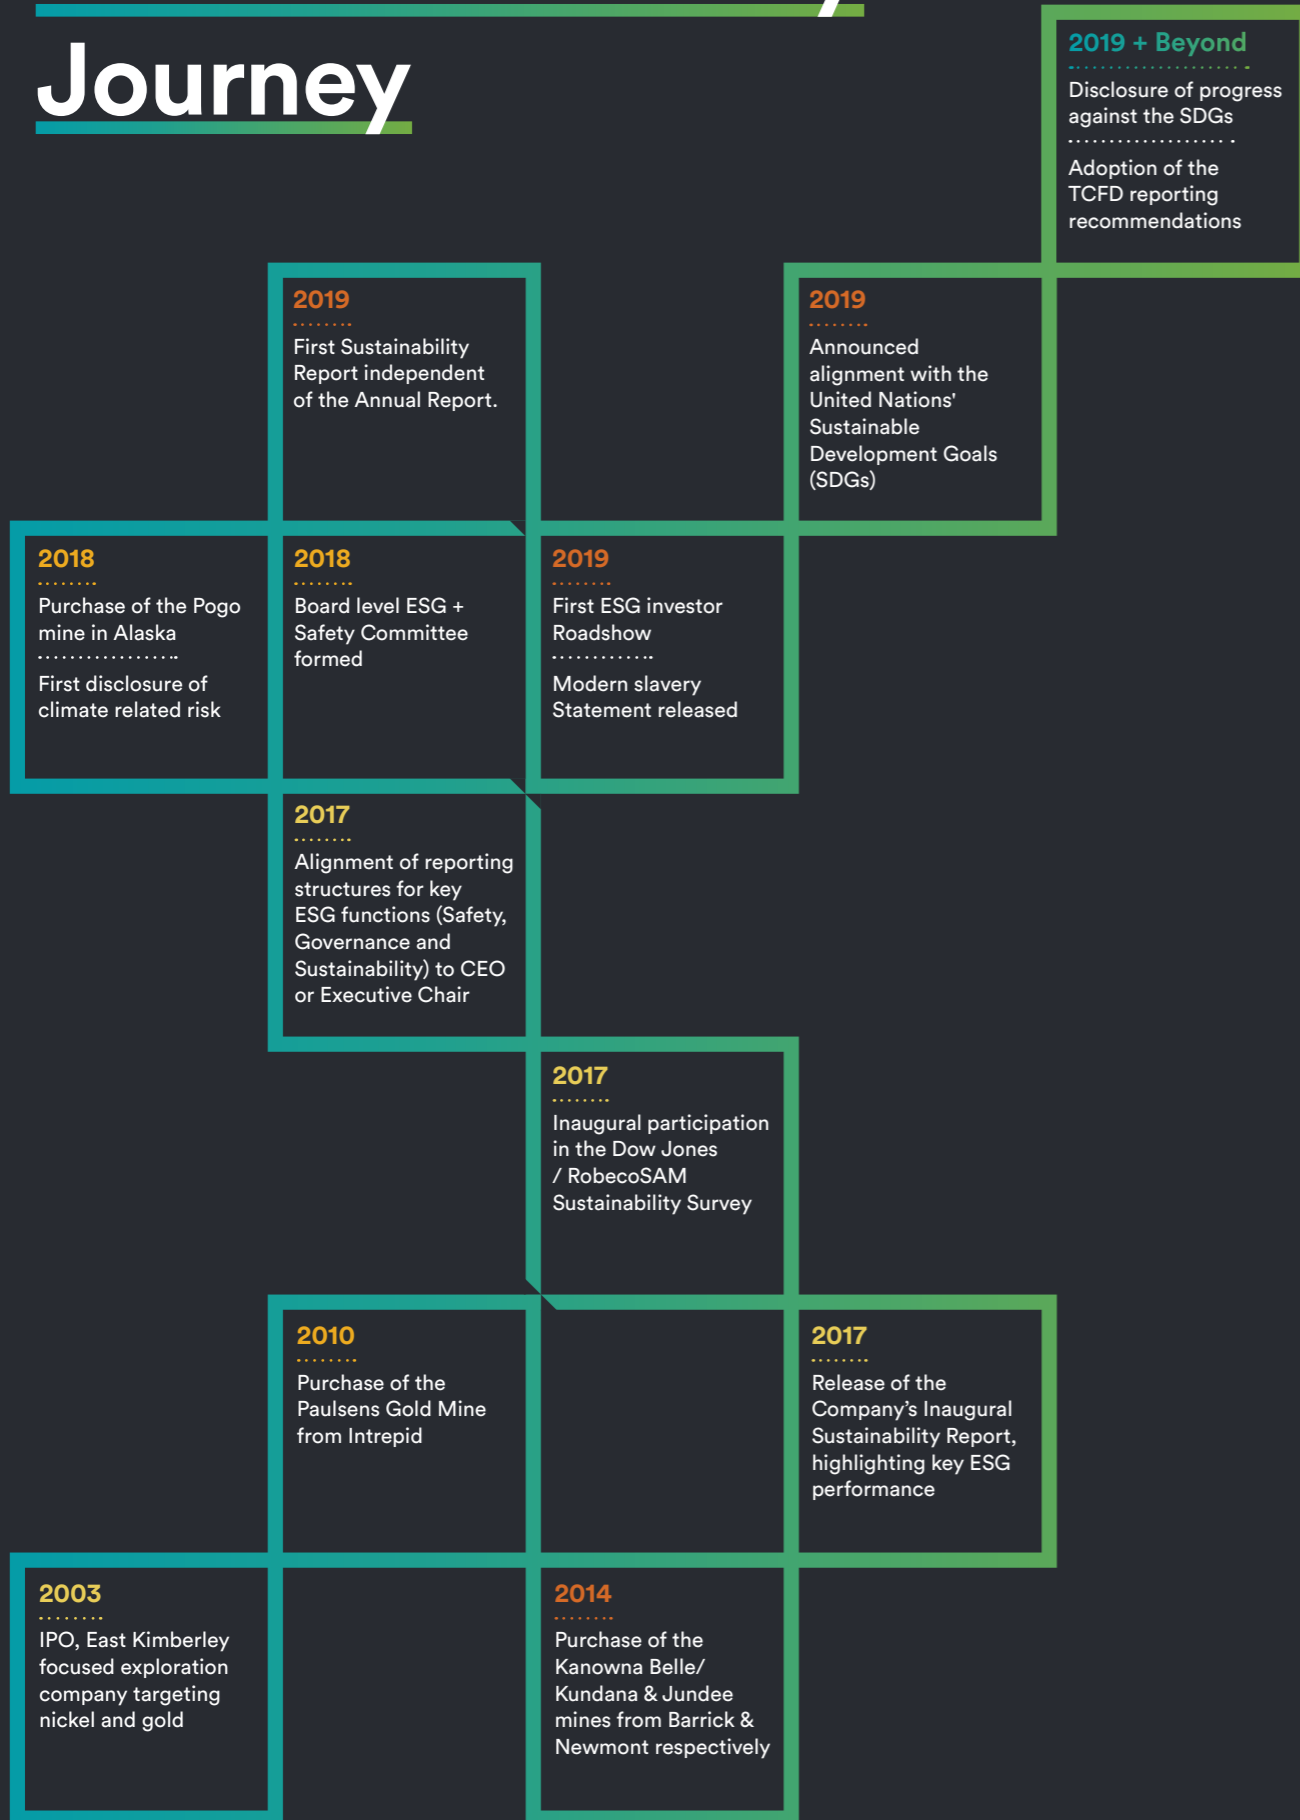 Journey
2019 + Beyond
Disclosure of progress
against the SDGs
Adoption of the
TCFD reporting
recommendations
2019
First Sustainability
Report independent
of the Annual Report.
2019
Announced
alignment with the
United Nations'
Sustainable
Development Goals
(SDGs)
2018
Purchase of the Pogo
mine in Alaska
First disclosure of
climate related risk
2018
Board level ESG +
Safety Committee
formed
2019
First ESG investor
Roadshow
Modern slavery
Statement released
2017
Alignment of reporting
structures for key
ESG functions (Safety,
Governance and
Sustainability) to CEO
or Executive Chair
2017
Inaugural participation
in the Dow Jones
/ RobecoSAM
Sustainability Survey
2010
Purchase of the
Paulsens Gold Mine
from Intrepid
2017
Release of the
Company’s Inaugural
Sustainability Report,
highlighting key ESG
performance
2003
IPO, East Kimberley
focused exploration
company targeting
nickel and gold
2014
Purchase of the
Kanowna Belle/
Kundana & Jundee
mines from Barrick &
Newmont respectively